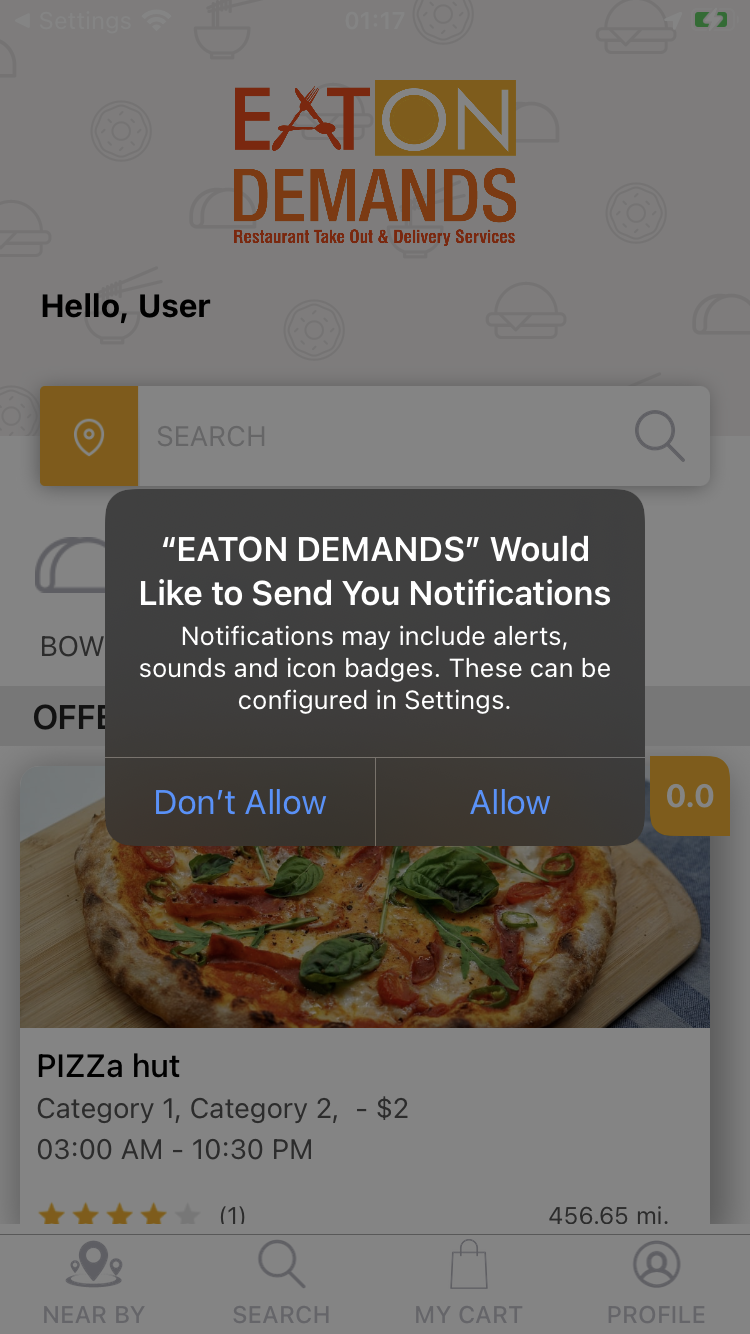 Settings 01:17
EATON
DEMANDS
Restaurant Take Out & Delivery Services
Hello, User
SEARCH
“EATON DEMANDS” Would
Like to Send You Notifications
Notifications may include alerts,
sounds and icon badges. These can be
configured in Settings.
Don’t Allow Allow
BOW
OFFE
0.0
PIZZa hut
Category 1, Category 2,  - $2
03:00 AM - 10:30 PM
(1) 456.65 mi.
NEAR BY SEARCH MY CART PROFILE